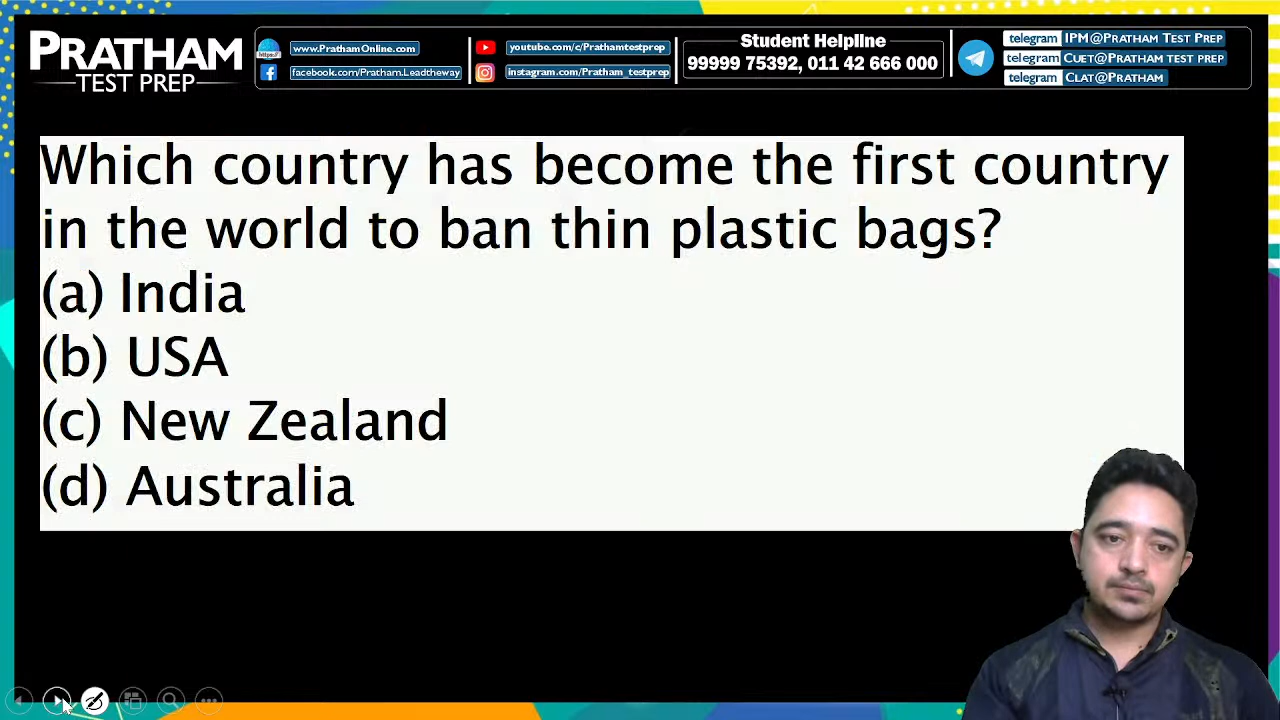 PRATHAM
TEST PREP
https://
www.PrathamOnline.com
facebook.com/Pratham.Leadtheway
youtube.com/c/Prathamtestprep
instagram.com/Pratham_testprep
Student Helpline
99999 75392, 011 42 666 000
telegram IPM@PRATHAM TEST PREP
telegram CUET@PRATHAM TEST PREP
telegram CLAT@PRATHAM
Which country has become the first country
in the world to ban thin plastic bags?
(a) India
(b) USA
(c) New Zealand
(d) Australia